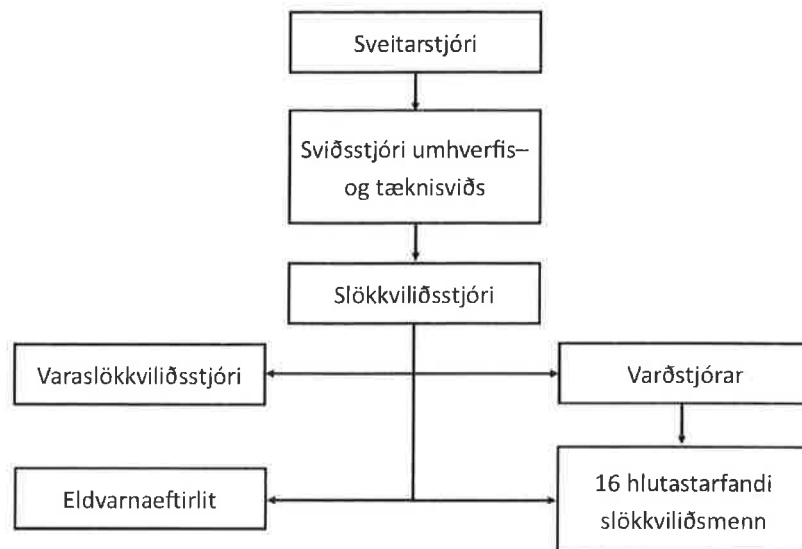 Sveitarstjóri
Sviðsstjóri umhverfis–
og tæknisviðs
Slökkviliðsstjóri
Varaslökkviliðsstjóri
Varðstjórar
Eldvarnaeftirlit
16 hlutastarfandi
slökkviliðsmenn